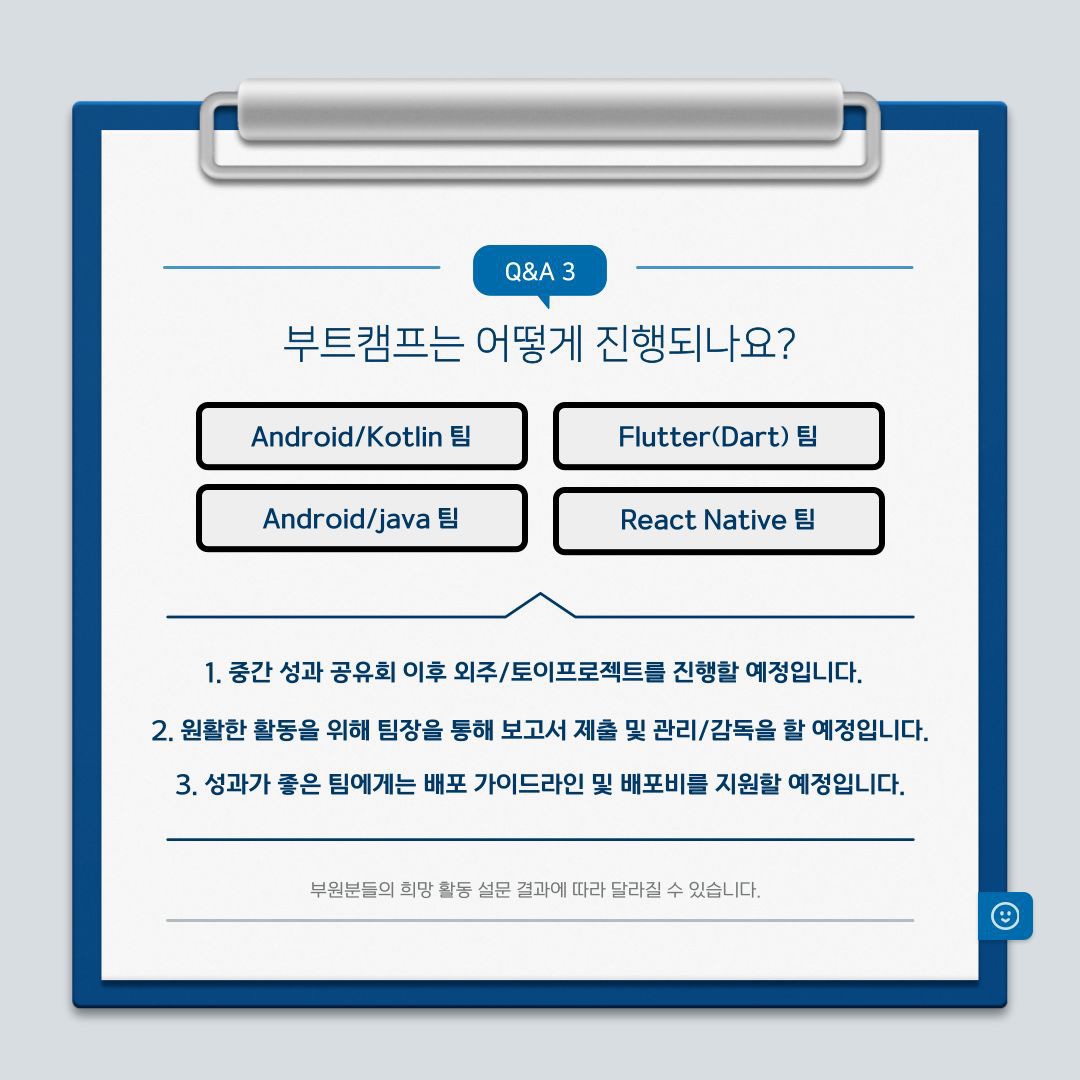 Q&A 3
부트캠프는 어떻게 진행되나요?
Android/Kotlin 팀
Flutter(Dart) 팀
Android/java 팀
React Native 팀
1. 중간 성과 공유회 이후 외주/토이프로젝트를 진행할 예정입니다.
2. 원활한 활동을 위해 팀장을 통해 보고서 제출 및 관리/감독을 할 예정입니다.
3. 성과가 좋은 팀에게는 배포 가이드라인 및 배포비를 지원할 예정입니다.
부원분들의 희망 활동 설문 결과에 따라 달라질 수 있습니다.